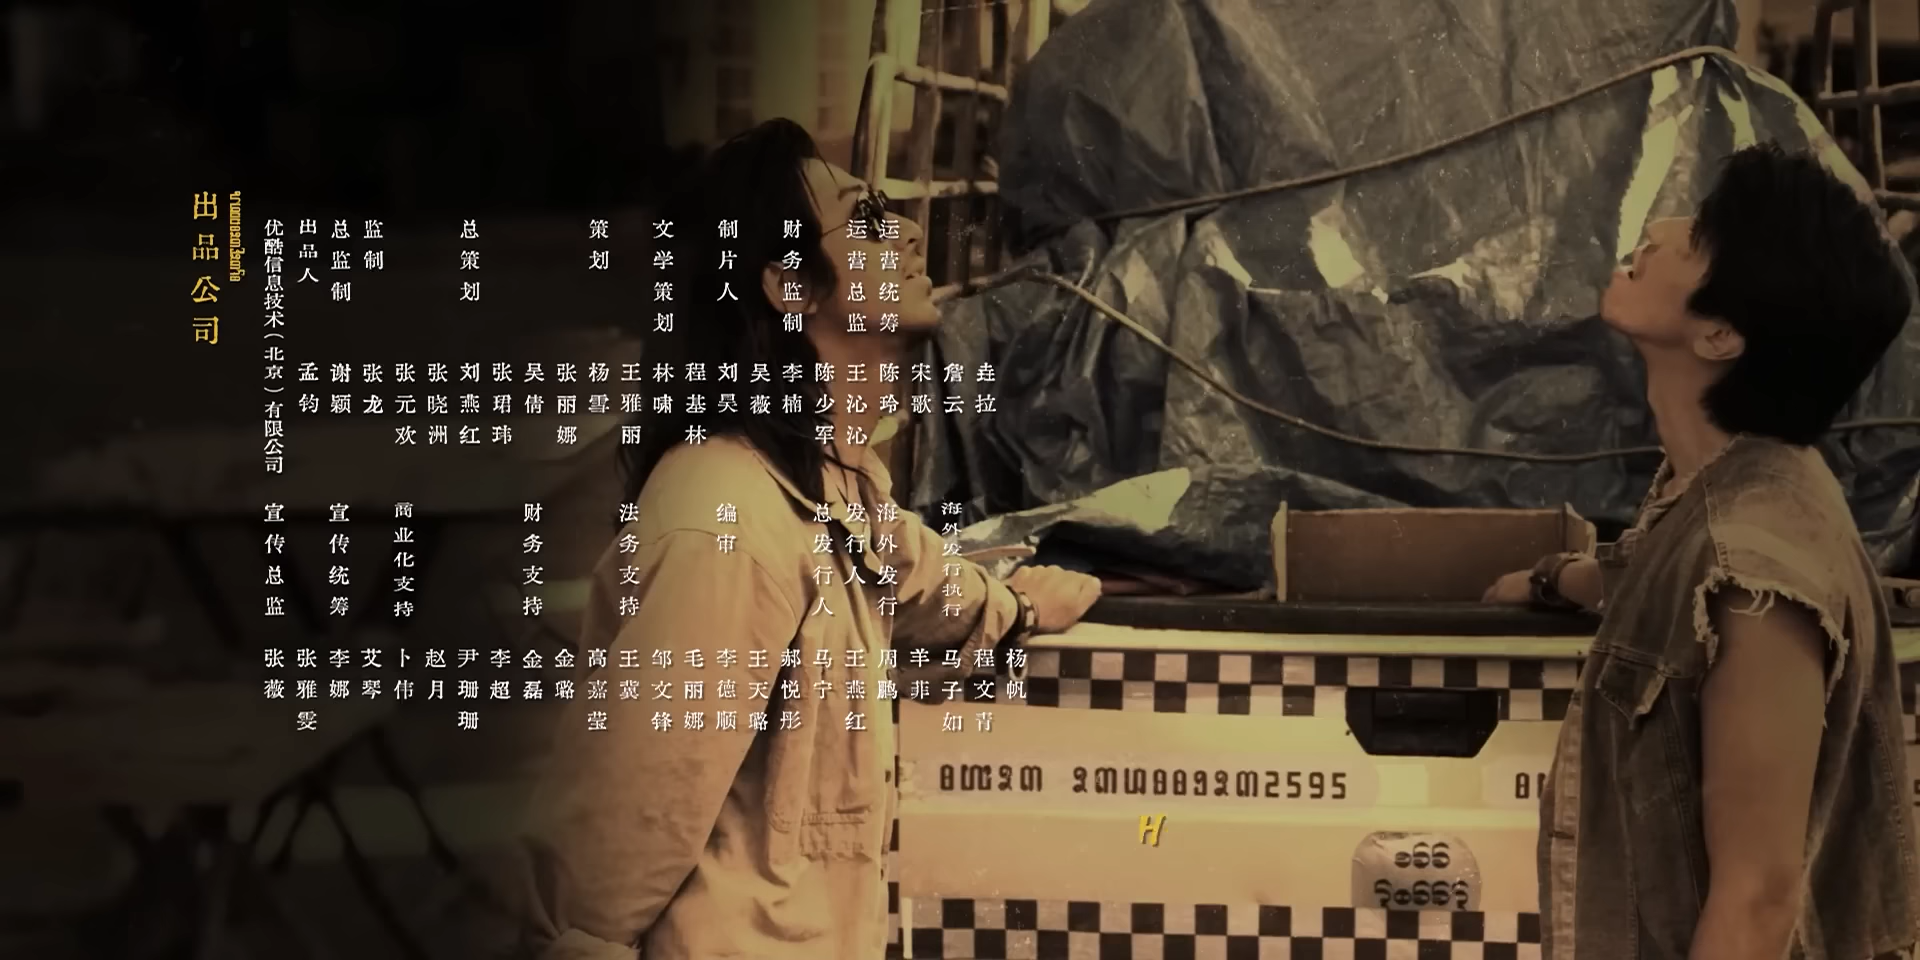 出品公司
优酷信息技术(北京)有限公司
出品人
总监制
监制
总策划
策划
文学策划
制片人
财务监制
运营总监
运营统筹
孟钧
谢颖
张龙
张元欢
张晓洲
刘燕红
张珺玮
吴倩
张丽娜
杨雪
王雅丽
林啸
程基林
刘昊
吴薇
李楠
陈少军
王沁沁
陈玲
宋歌
詹云
垚拉
宣传总监
宣传统筹
商业化支持
财务支持
法务支持
编审
总发行人
发行人
海外发行
海外发行执行
张薇
张雅雯
李娜
艾琴
卜伟
赵月
尹珊珊
李超
金磊
金璐
高嘉莹
王冀
邹文锋
毛丽娜
李德顺
王天璐
郝悦彤
马宁
王燕红
周鹏
羊菲
马子如
程文青
杨帆
2595